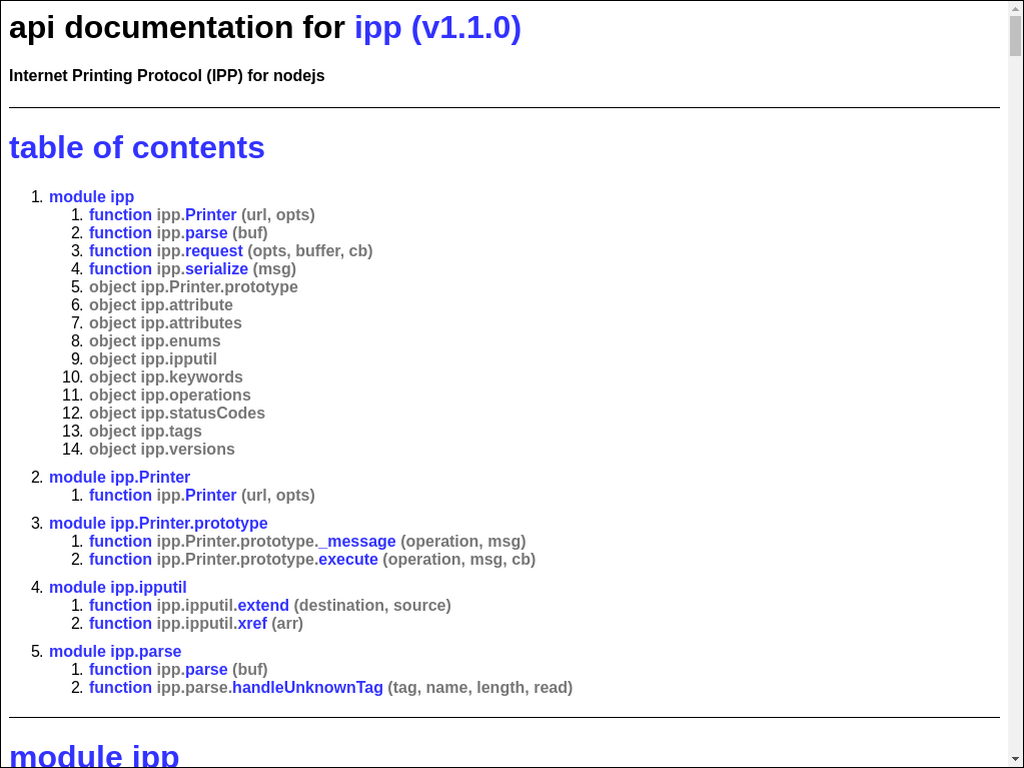 api documentation for ipp (v1.1.0)
Internet Printing Protocol (IPP) for nodejs
table of contents
1. module ipp
1. function ipp.Printer (url, opts)
2. function ipp.parse (buf)
3. function ipp.request (opts, buffer, cb)
4. function ipp.serialize (msg)
5. object ipp.Printer.prototype
6. object ipp.attribute
7. object ipp.attributes
8. object ipp.enums
9. object ipp.ipputil
10. object ipp.keywords
11. object ipp.operations
12. object ipp.statusCodes
13. object ipp.tags
14. object ipp.versions
2. module ipp.Printer
1. function ipp.Printer (url, opts)
3. module ipp.Printer.prototype
1. function ipp.Printer.prototype._message (operation, msg)
2. function ipp.Printer.prototype.execute (operation, msg, cb)
4. module ipp.ipputil
1. function ipp.ipputil.extend (destination, source)
2. function ipp.ipputil.xref (arr)
5. module ipp.parse
1. function ipp.parse (buf)
2. function ipp.parse.handleUnknownTag (tag, name, length, read)
module ipp